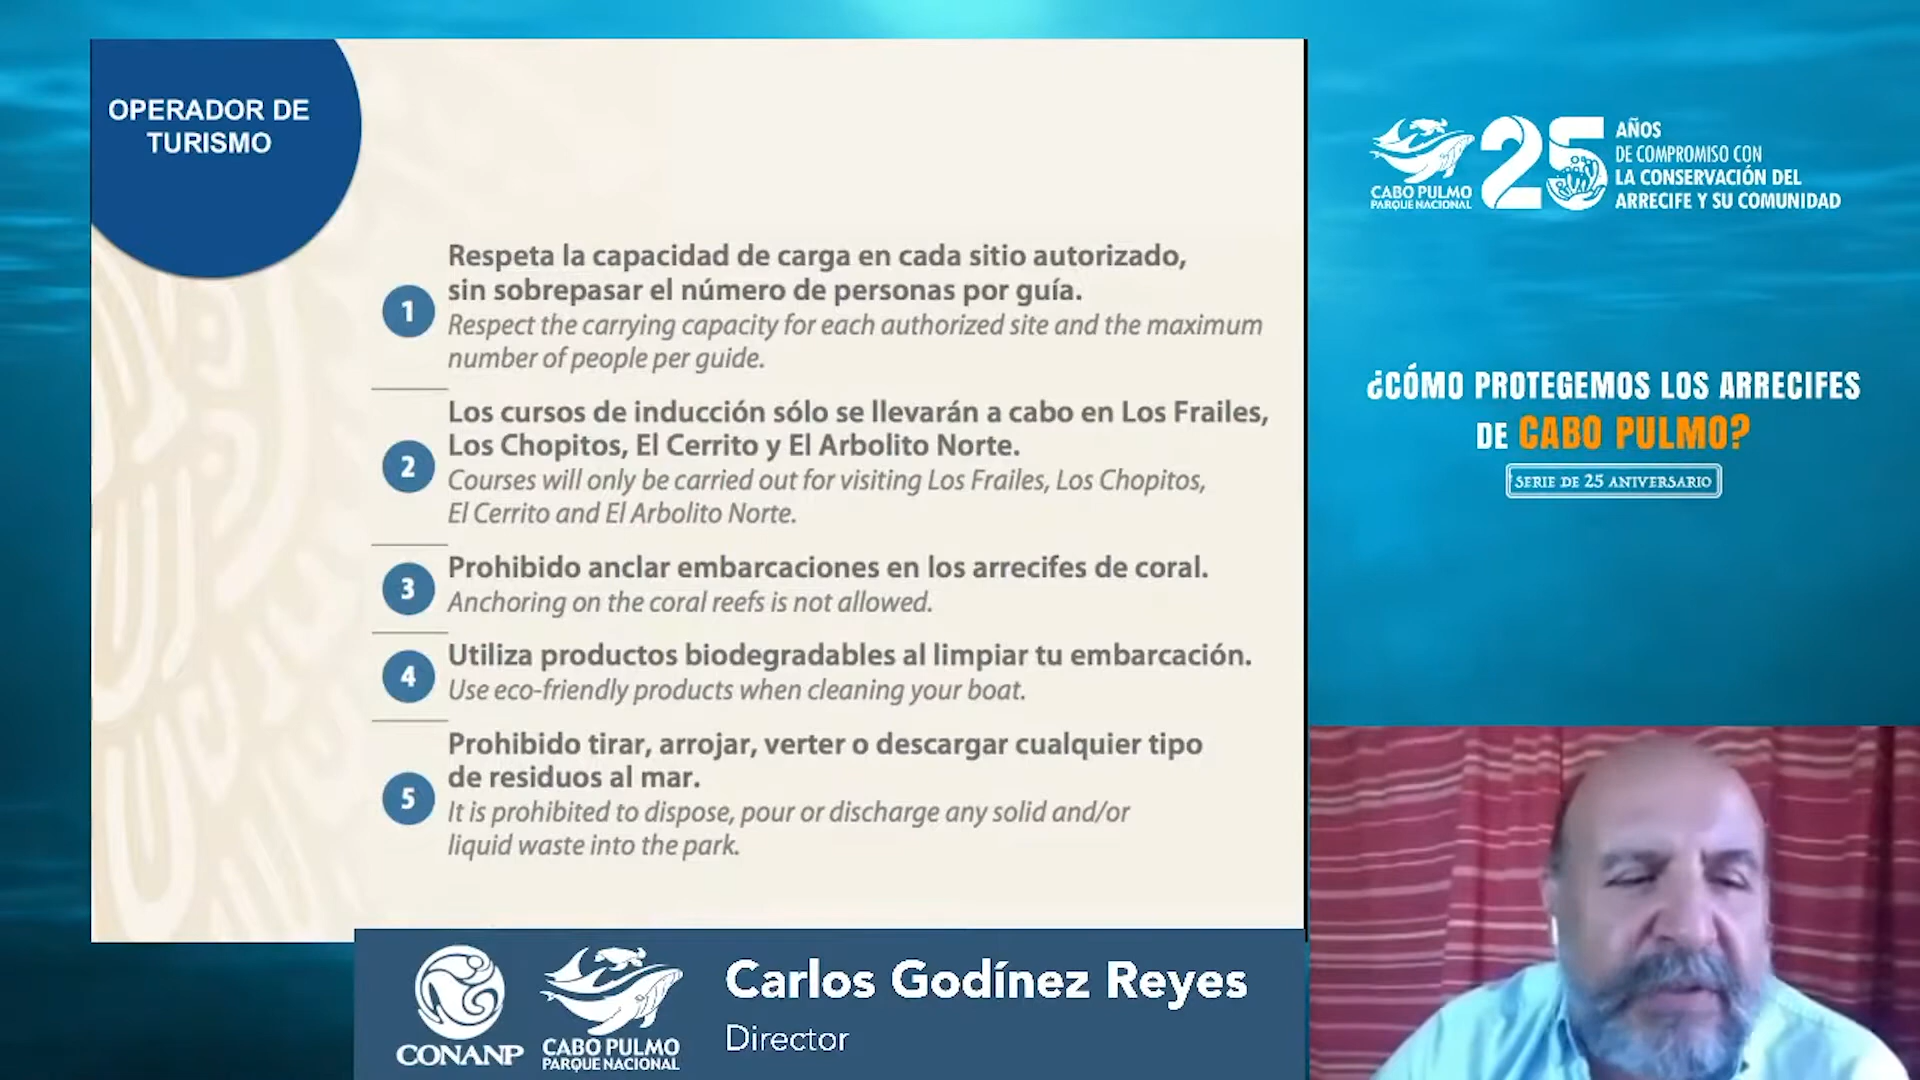 OPERADOR DE
TURISMO
1
Respeta la capacidad de carga en cada sitio autorizado,
sin sobrepasar el número de personas por guía.
Respect the carrying capacity for each authorized site and the maximum
number of people per guide.
2
Los cursos de inducción sólo se llevarán a cabo en Los Frailes,
Los Chopitos, El Cerrito y El Arbolito Norte.
Courses will only be carried out for visiting Los Frailes, Los Chopitos,
El Cerrito and El Arbolito Norte.
3
Prohibido anclar embarcaciones en los arrecifes de coral.
Anchoring on the coral reefs is not allowed.
4
Utiliza productos biodegradables al limpiar tu embarcación.
Use eco-friendly products when cleaning your boat.
5
Prohibido tirar, arrojar, verter o descargar cualquier tipo
de residuos al mar.
It is prohibited to dispose, pour or discharge any solid and/or
liquid waste into the park.
CABO PULMO
PARQUE NACIONAL
25
AÑOS
DE COMPROMISO CON
LA CONSERVACIÓN DEL
ARRECIFE Y SU COMUNIDAD
¿CÓMO PROTEGEMOS LOS ARRECIFES
DE CABO PULMO?
SERIE DE 25 ANIVERSARIO
CONANP
CABO PULMO
PARQUE NACIONAL
Carlos Godínez Reyes
Director